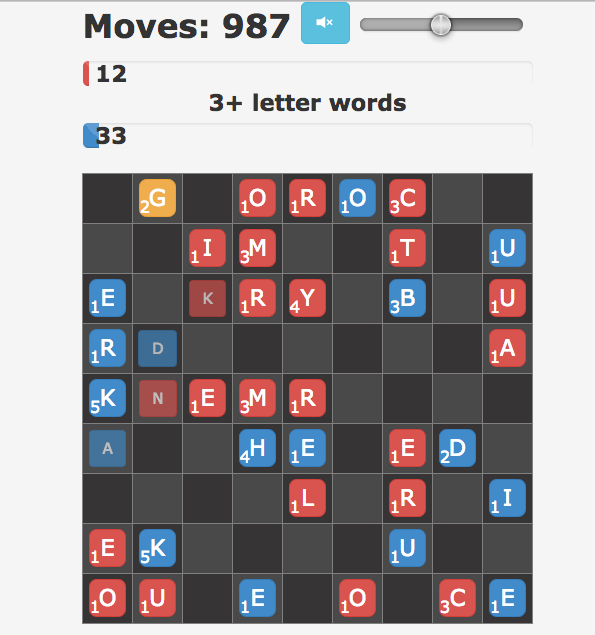 Moves: 987
12
3+ letter words
33
2G 1O 1R 1O 3C
1I 3M 1T 1U
1E K 1R 4Y 3B 1U
1R D 1A
5K N 1E 3M 1R
A 4H 1E 1E 2D
1L 1R 1I
1E 5K 1U
1O 1U 1E 1O 3C 1E